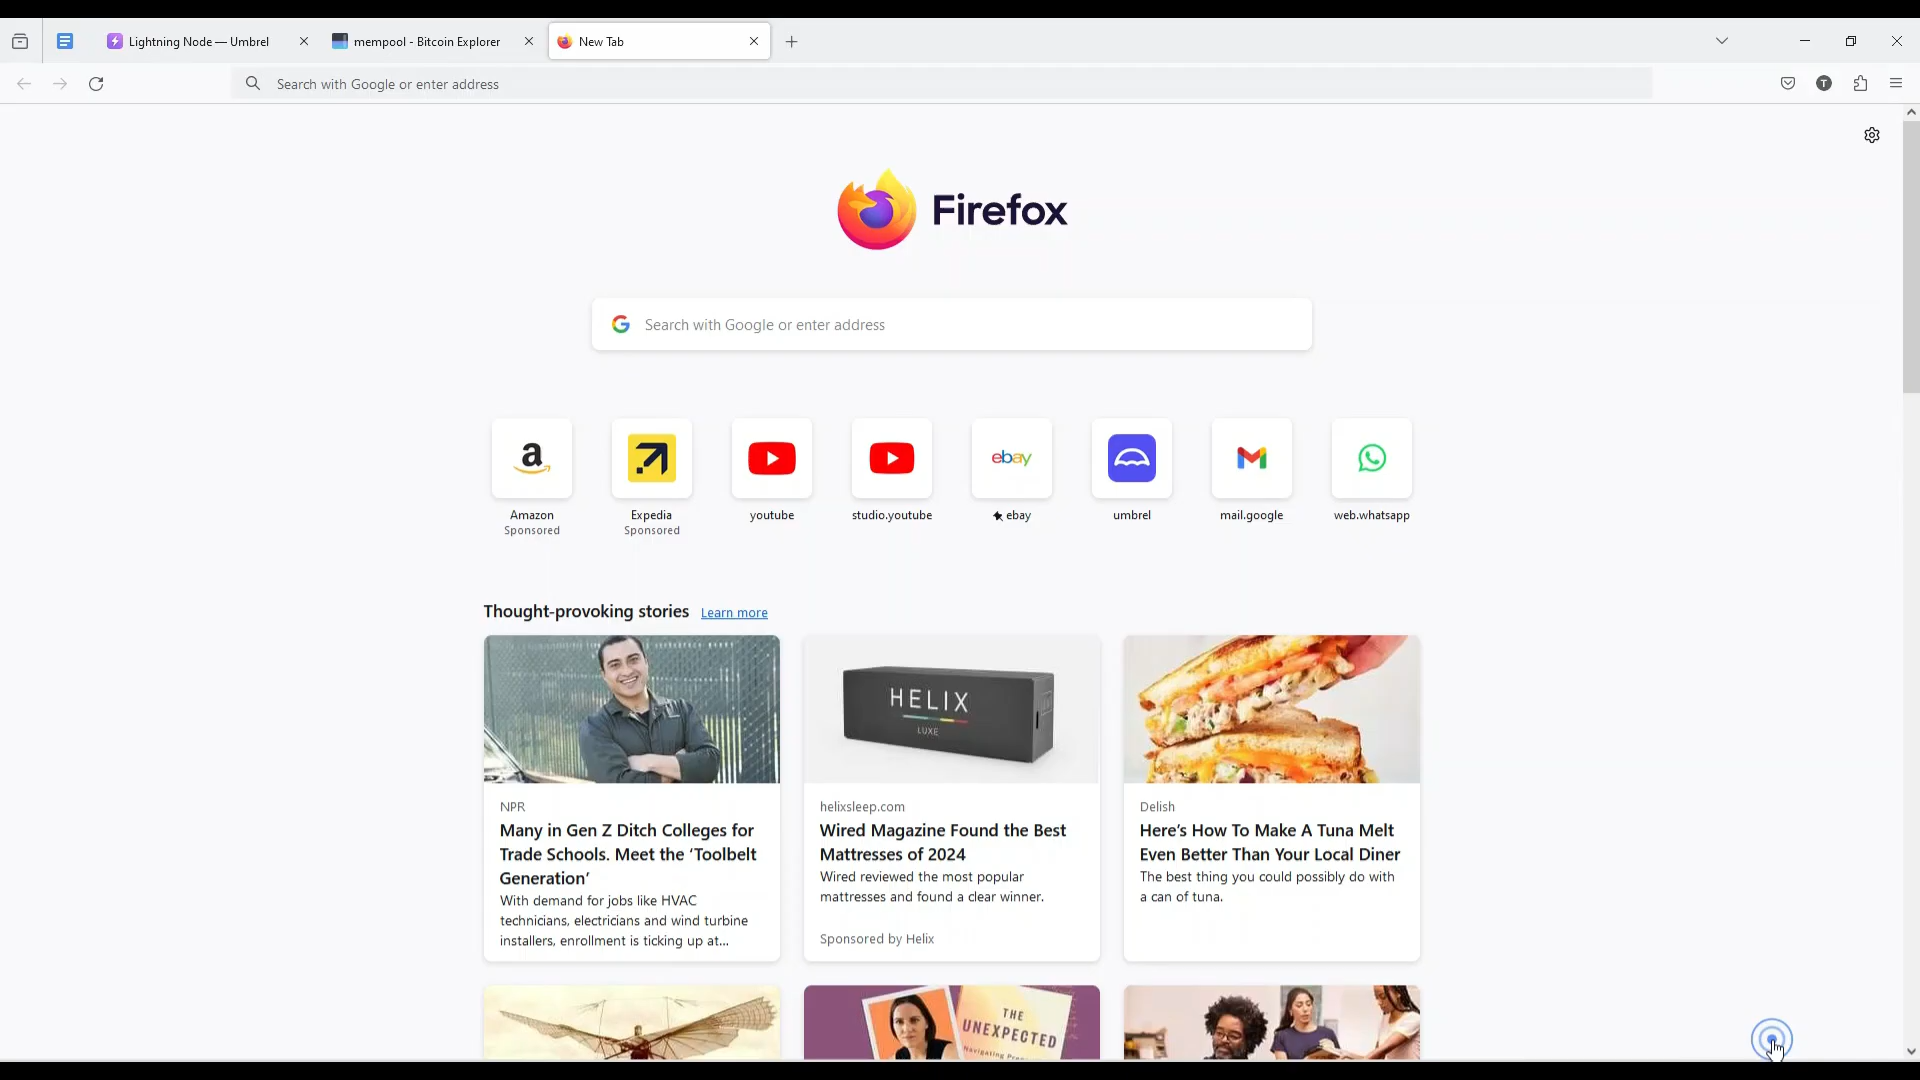 Lightning Node — Umbrel
mempool - Bitcoin Explorer
New Tab
Search with Google or enter address
T
Firefox
Search with Google or enter address
a
ebay
Amazon
Sponsored
Expedia
Sponsored
youtube
studio.youtube
ebay
umbrel
mail.google
web.whatsapp
Thought-provoking stories Learn more
HELIX
LUXE
NPR
Many in Gen Z Ditch Colleges for
Trade Schools. Meet the ‘Toolbelt
Generation’
With demand for jobs like HVAC
technicians, electricians and wind turbine
installers, enrollment is ticking up at...
helixsleep.com
Wired Magazine Found the Best
Mattresses of 2024
Wired reviewed the most popular
mattresses and found a clear winner.
Sponsored by Helix
Delish
Here’s How To Make A Tuna Melt
Even Better Than Your Local Diner
The best thing you could possibly do with
a can of tuna.
THE
UNEXPECTED